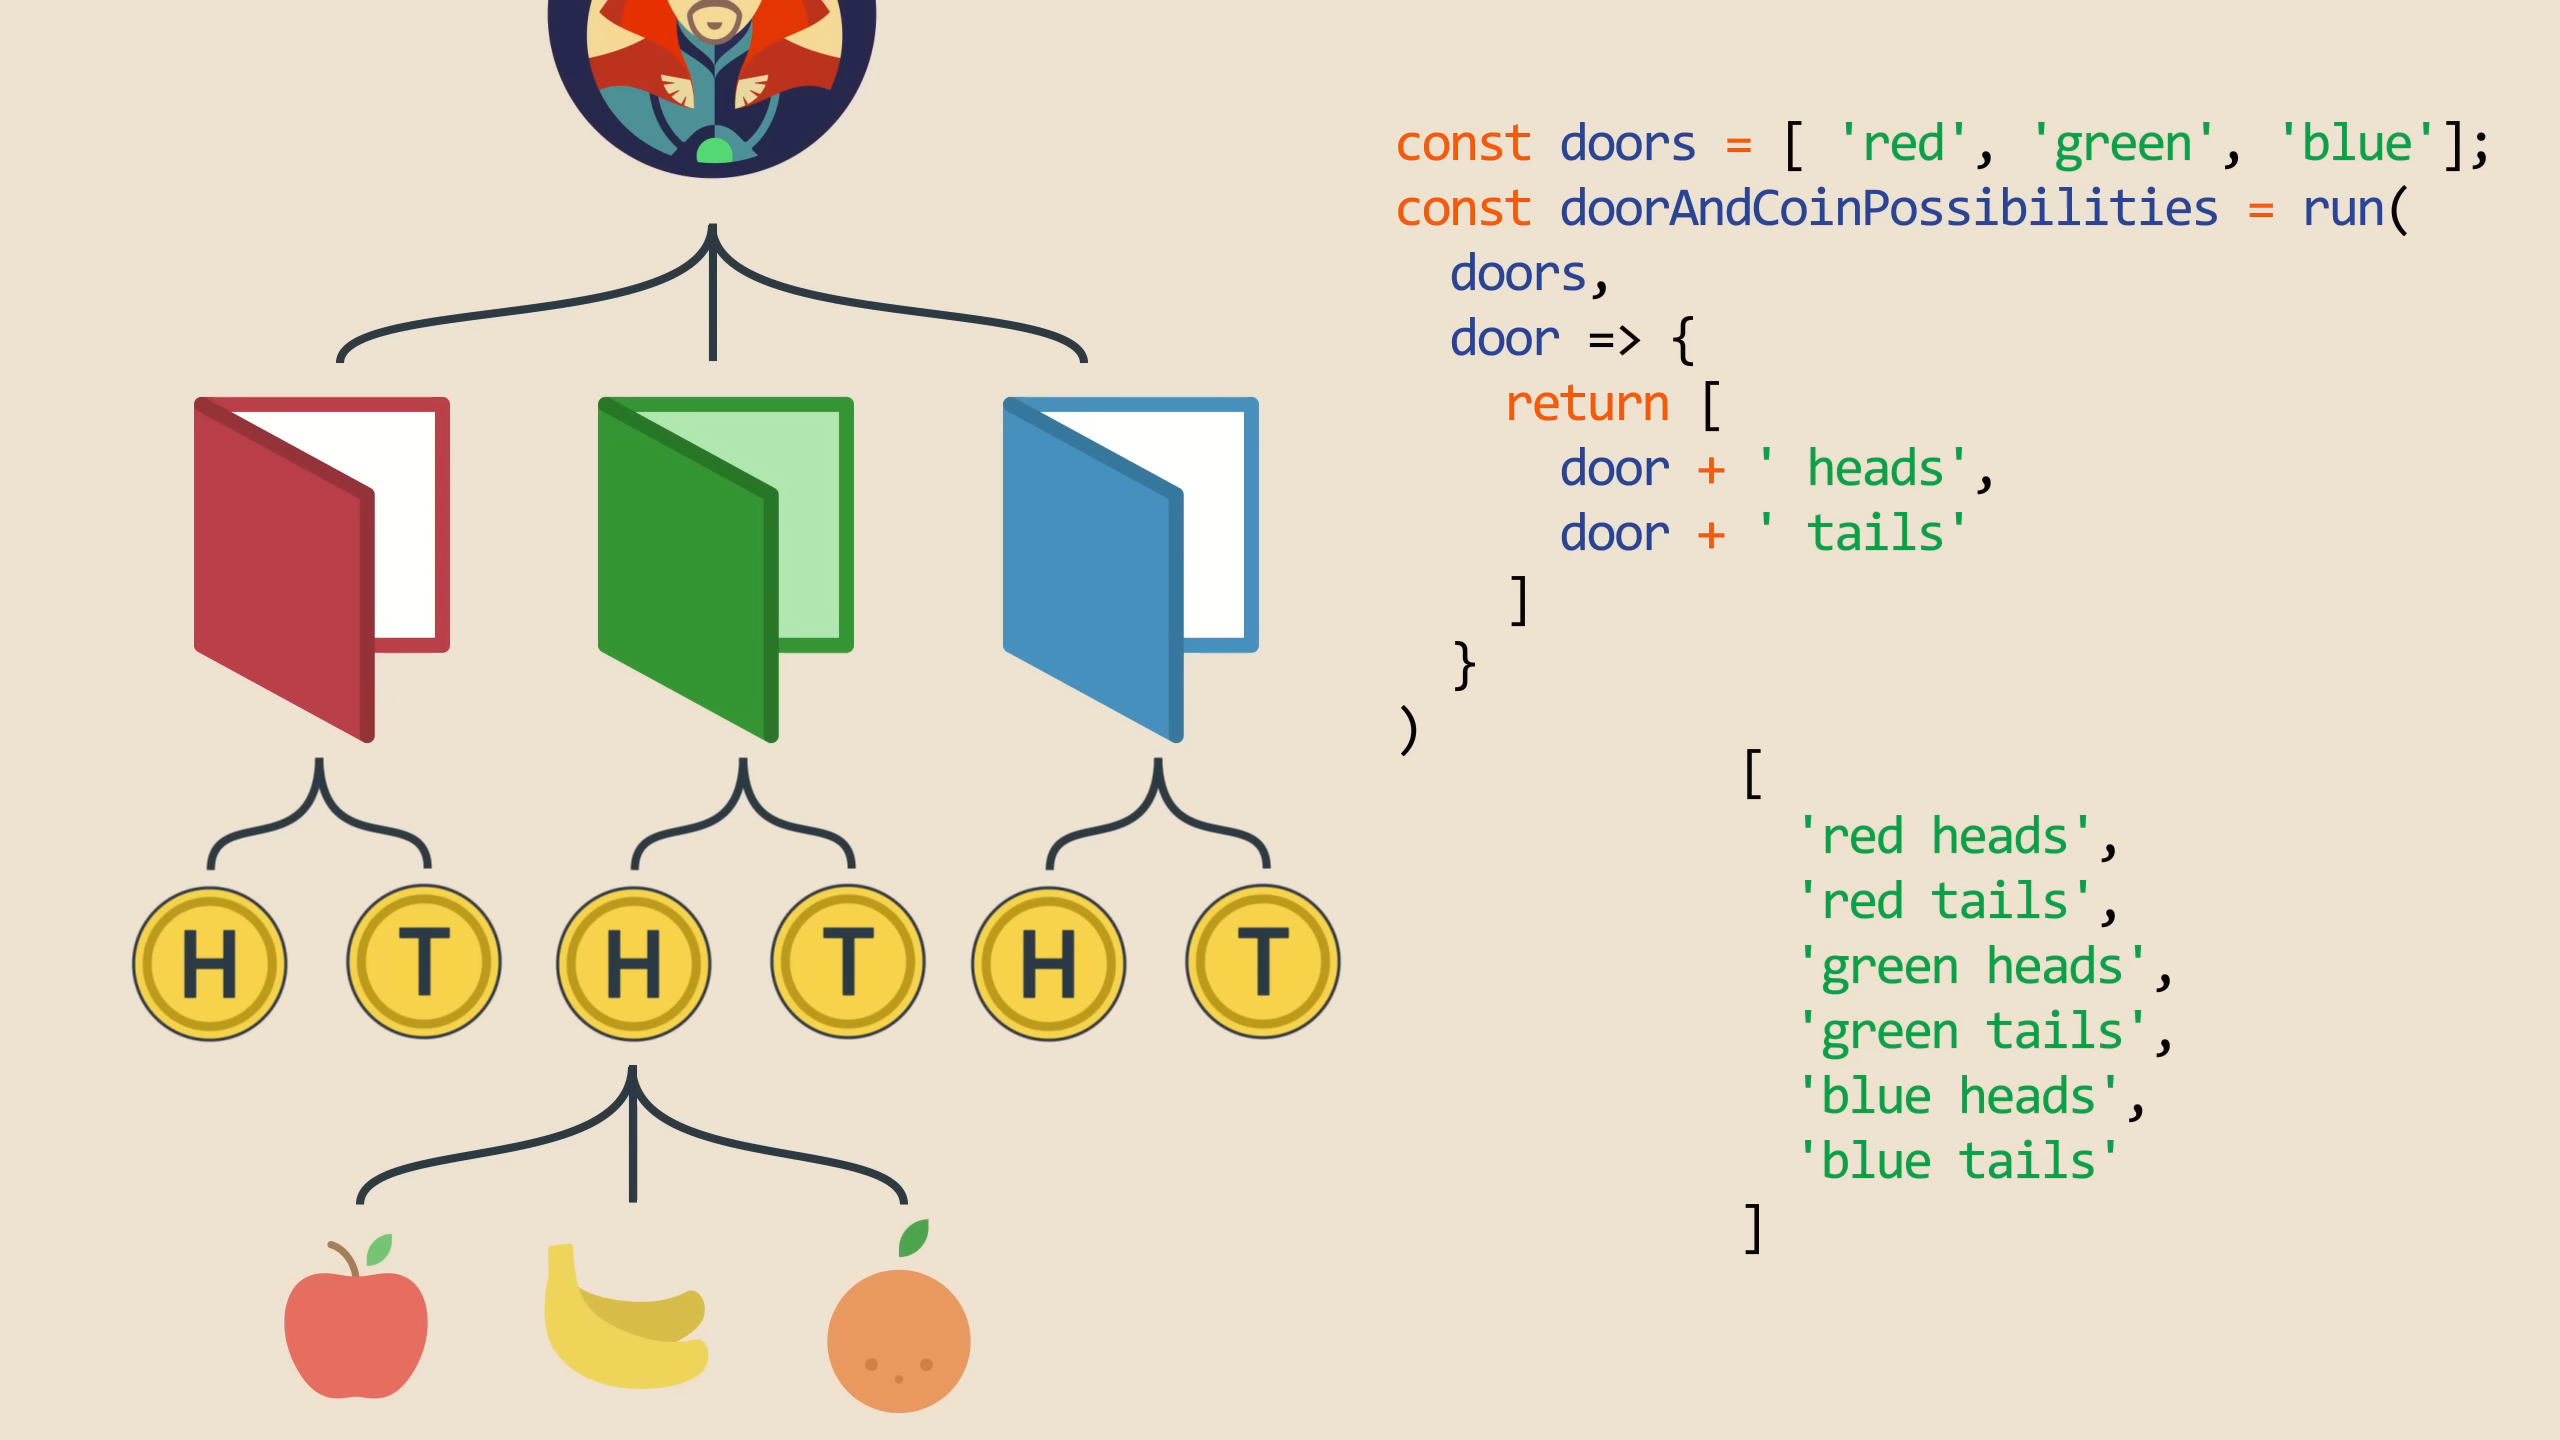 const doors = [ 'red', 'green', 'blue'];
const doorAndCoinPossibilities = run(
  doors,
  door => {
    return [
      door + ' heads',
      door + ' tails'
    ]
  }
)
[
  'red heads',
  'red tails',
  'green heads',
  'green tails',
  'blue heads',
  'blue tails'
]
H T H T H T